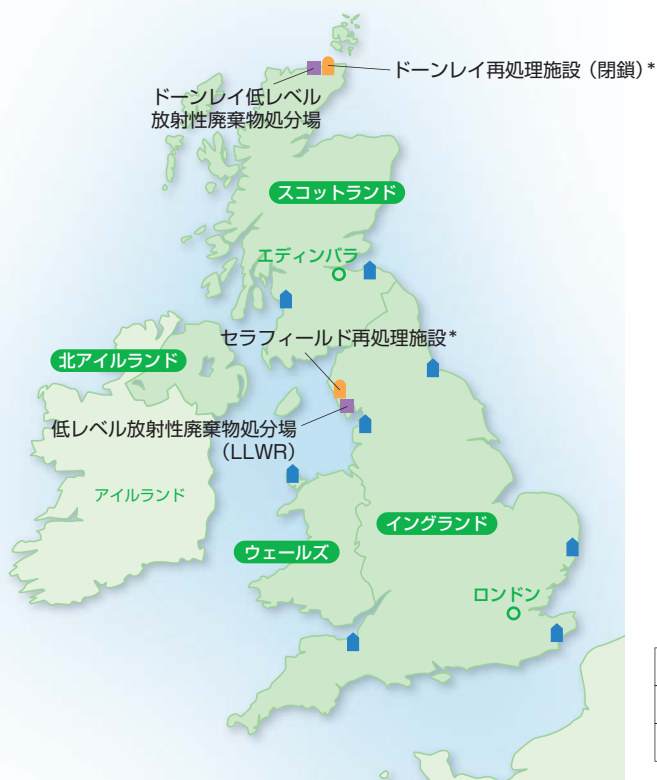 ドーンレイ再処理施設（閉鎖）*
ドーンレイ低レベル
放射性廃棄物処分場
スコットランド
エディンバラ
セラフィールド再処理施設*
北アイルランド
低レベル放射性廃棄物処分場
（LLWR）
アイルランド
イングランド
ウェールズ
ロンドン